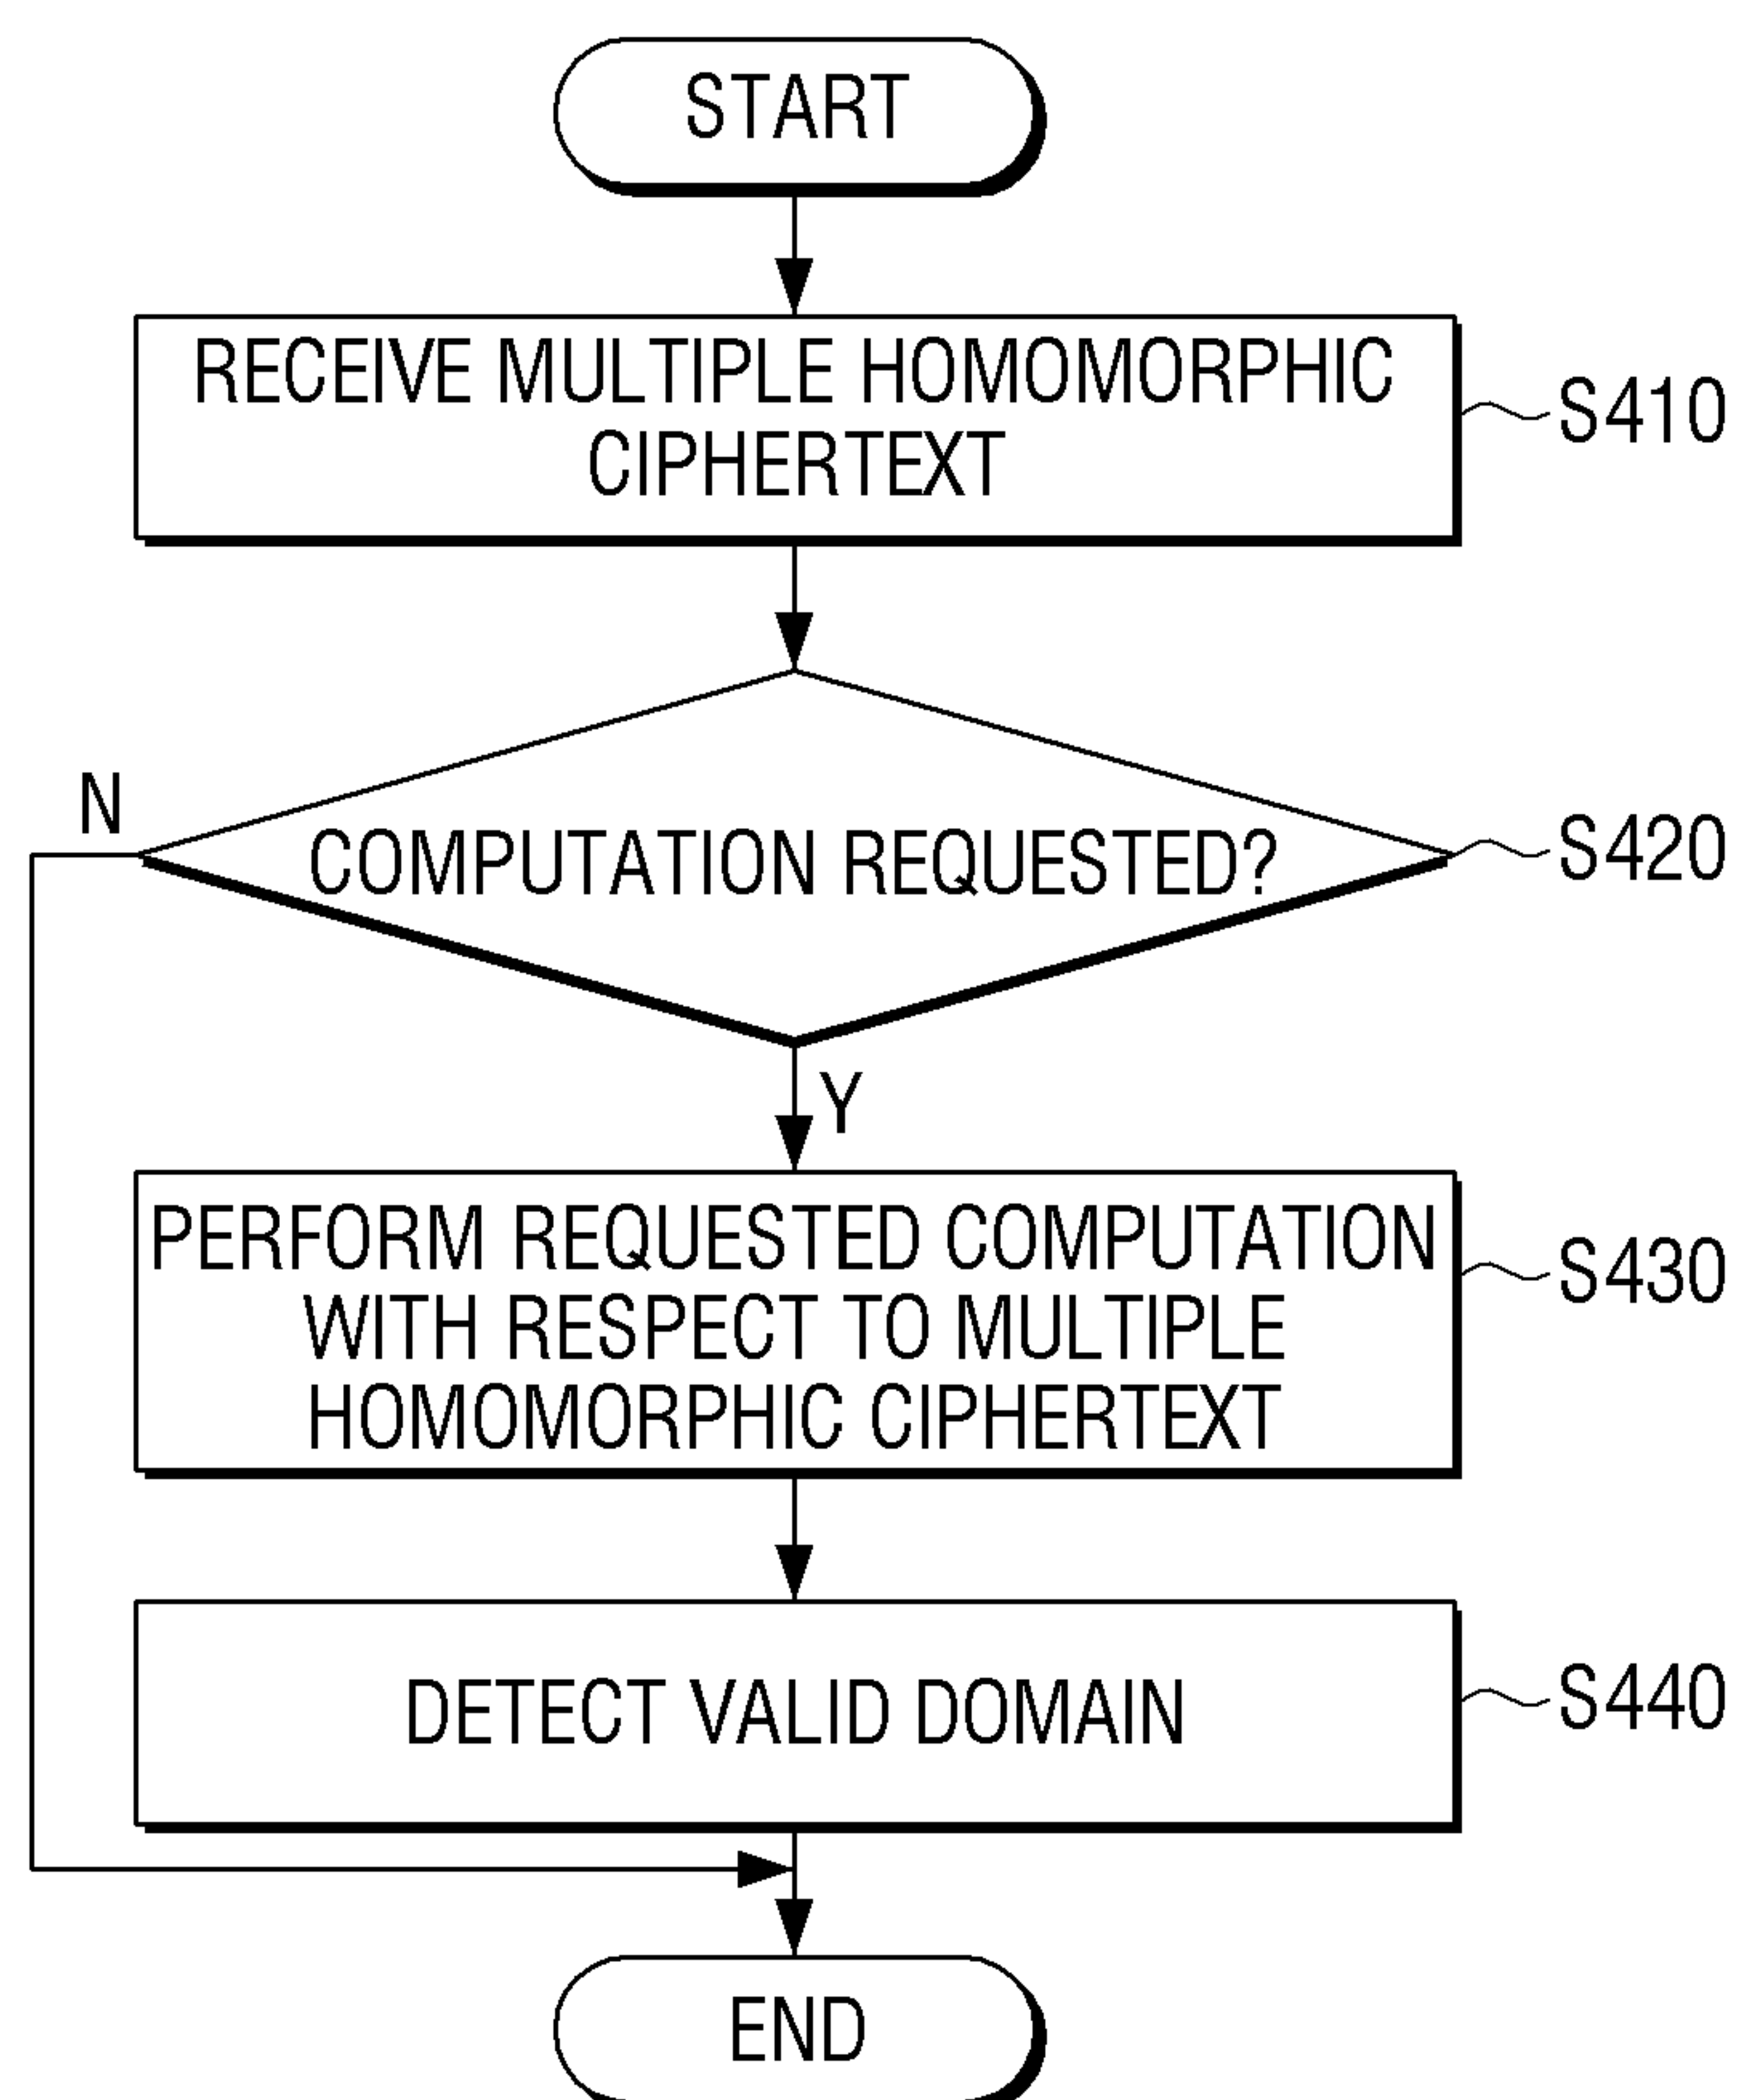 START
RECEIVE MULTIPLE HOMOMORPHIC
CIPHERTEXT
S410
N
COMPUTATION REQUESTED?
S420
Y
PERFORM REQUESTED COMPUTATION
WITH RESPECT TO MULTIPLE
HOMOMORPHIC CIPHERTEXT
S430
DETECT VALID DOMAIN
S440
END